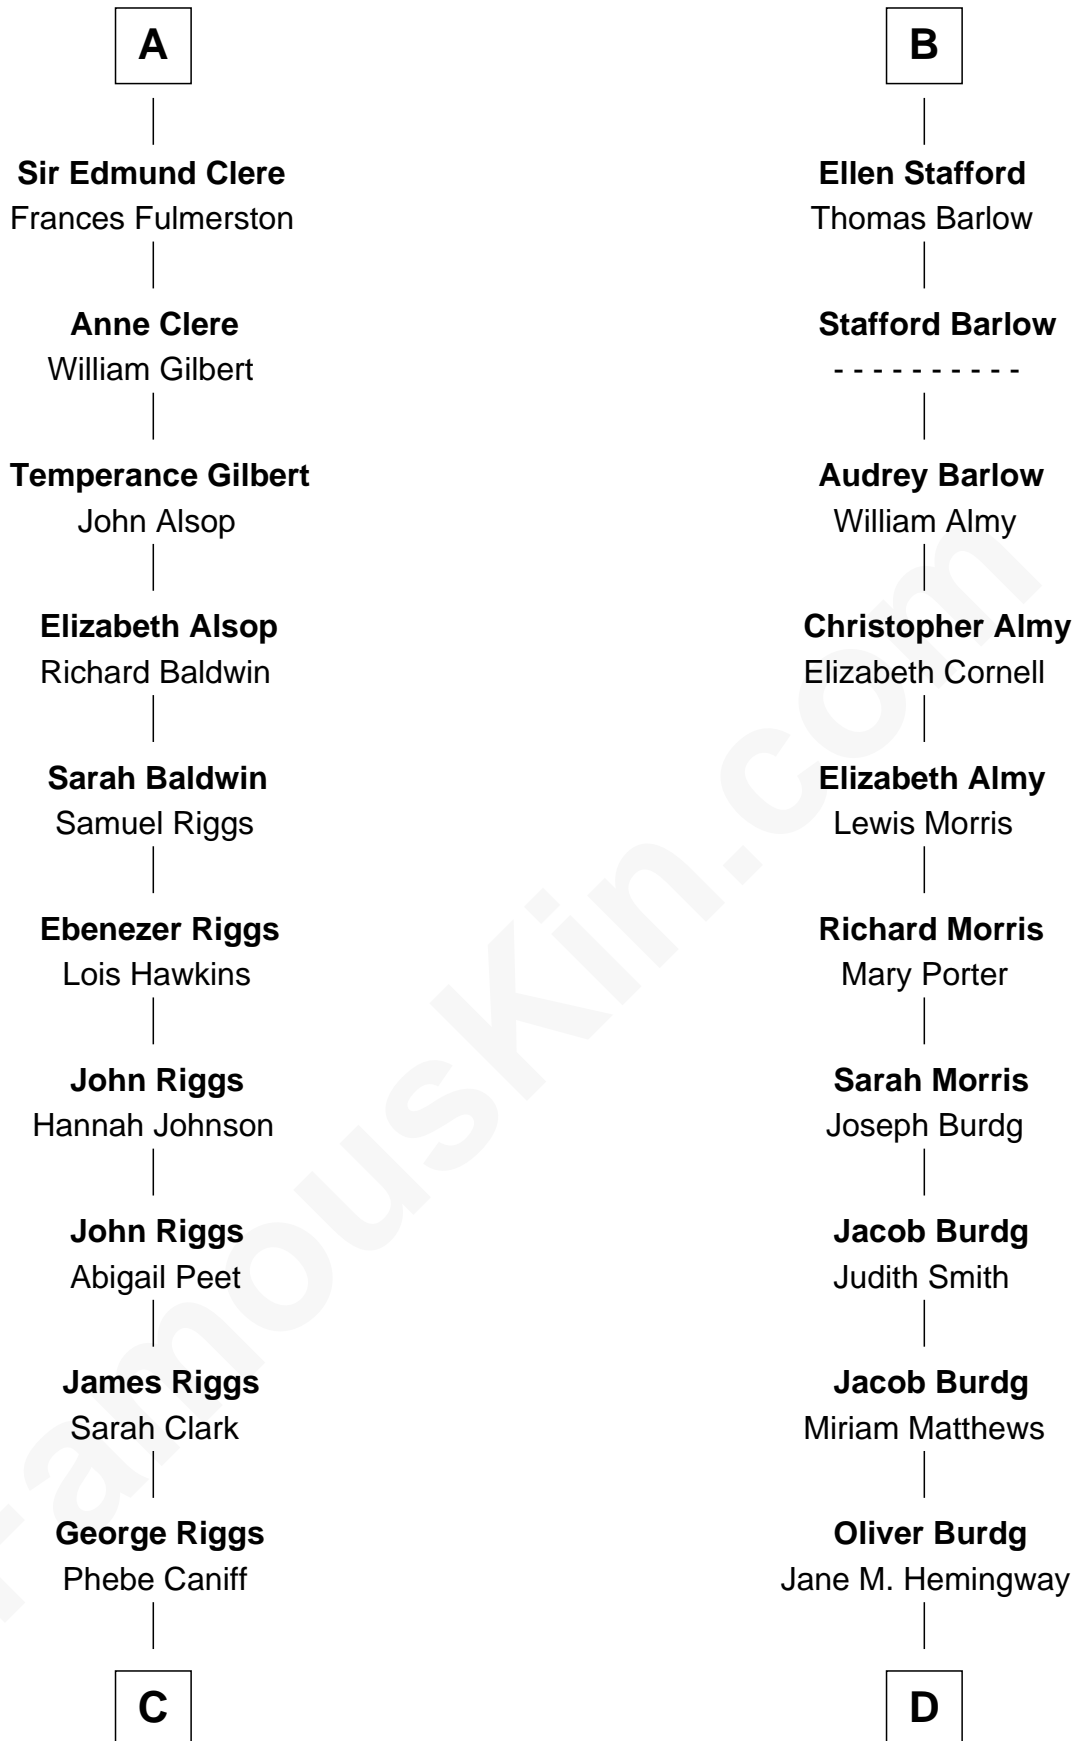 A
Sir Edmund Clere
Frances Fulmerston
Anne Clere
William Gilbert
Temperance Gilbert
John Alsop
Elizabeth Alsop
Richard Baldwin
Sarah Baldwin
Samuel Riggs
Ebenezer Riggs
Lois Hawkins
John Riggs
Hannah Johnson
John Riggs
Abigail Peet
James Riggs
Sarah Clark
George Riggs
Phebe Caniff
C
B
Ellen Stafford
Thomas Barlow
Stafford Barlow
- - - - - - - - - -
Audrey Barlow
William Almy
Christopher Almy
Elizabeth Cornell
Elizabeth Almy
Lewis Morris
Richard Morris
Mary Porter
Sarah Morris
Joseph Burdg
Jacob Burdg
Judith Smith
Jacob Burdg
Miriam Matthews
Oliver Burdg
Jane M. Hemingway
D
FamousKin.com